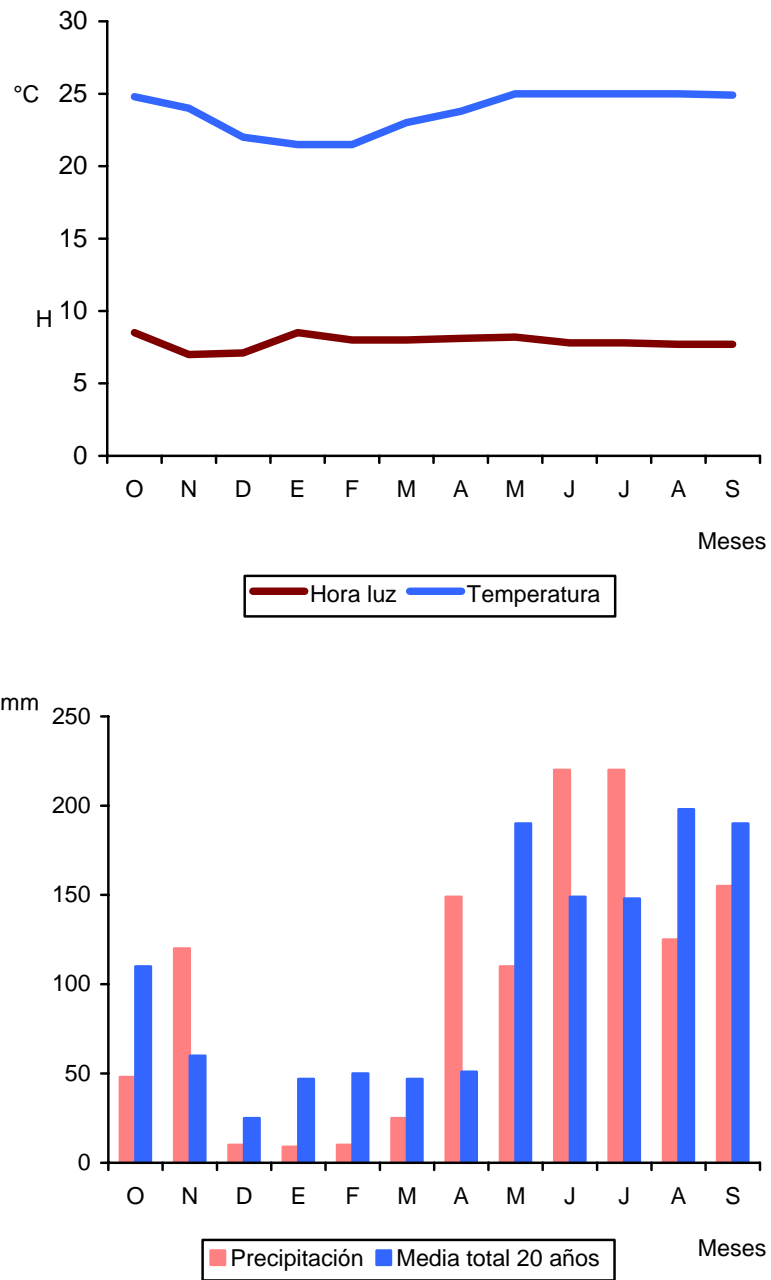 30
°C
25
20
15
H
10
5
0
O N D E F M A M J J A S
Meses
Hora luz Temperatura
mm
250
200
150
100
50
0
O N D E F M A M J J A S
Meses
Precipitación Media total 20 años